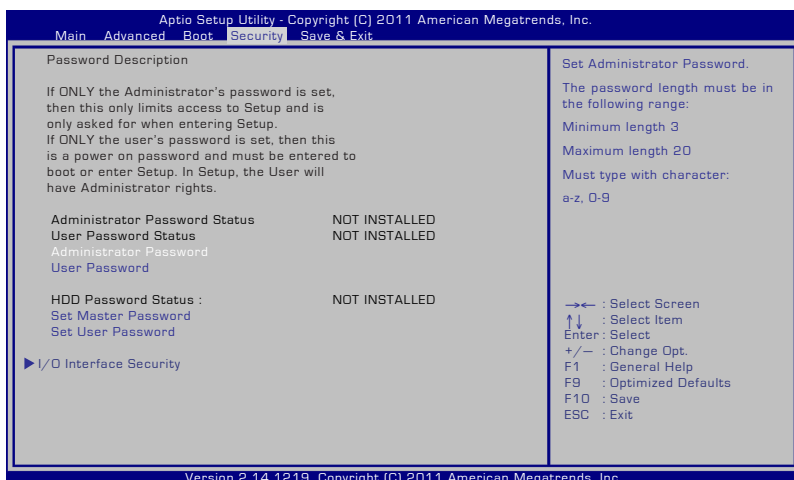 Aptio Setup Utility - Copyright (C) 2011 American Megatrends, Inc.
Main Advanced Boot Security Save & Exit
Password Description
If ONLY the Administrator's password is set,
then this only limits access to Setup and is
only asked for when entering Setup.
If ONLY the user's password is set, then this
is a power on password and must be entered to
boot or enter Setup. In Setup, the User will
have Administrator rights.
Administrator Password Status NOT INSTALLED
User Password Status NOT INSTALLED
Administrator Password
User Password
HDD Password Status : NOT INSTALLED
Set Master Password
Set User Password
I/O Interface Security
Set Administrator Password.
The password length must be in
the following range:
Minimum length 3
Maximum length 20
Must type with character:
a-z, 0-9
→← : Select Screen
↑↓ : Select Item
Enter : Select
+/— : Change Opt.
F1 : General Help
F9 : Optimized Defaults
F10 : Save
ESC : Exit
Version 2.14.1219. Copyright (C) 2011 American Megatrends, Inc.